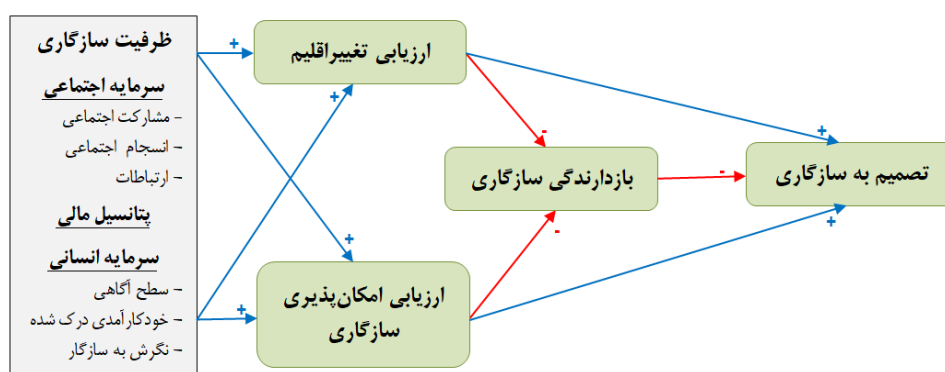 ظرفیت سازگاری
سرمایه اجتماعی
- مشارکت اجتماعی
- انسجام اجتماعی
- ارتباطات
پتانسیل مالی
سرمایه انسانی
- سطح آگاهی
- خودکارآمدی درک شده
- نگرش به سازگار
+
+
+
+
ارزیابی تغییراقلیم
ارزیابی امکان‌پذیری
سازگاری
-
-
بازدارندگی سازگاری
-
+
+
تصمیم به سازگاری